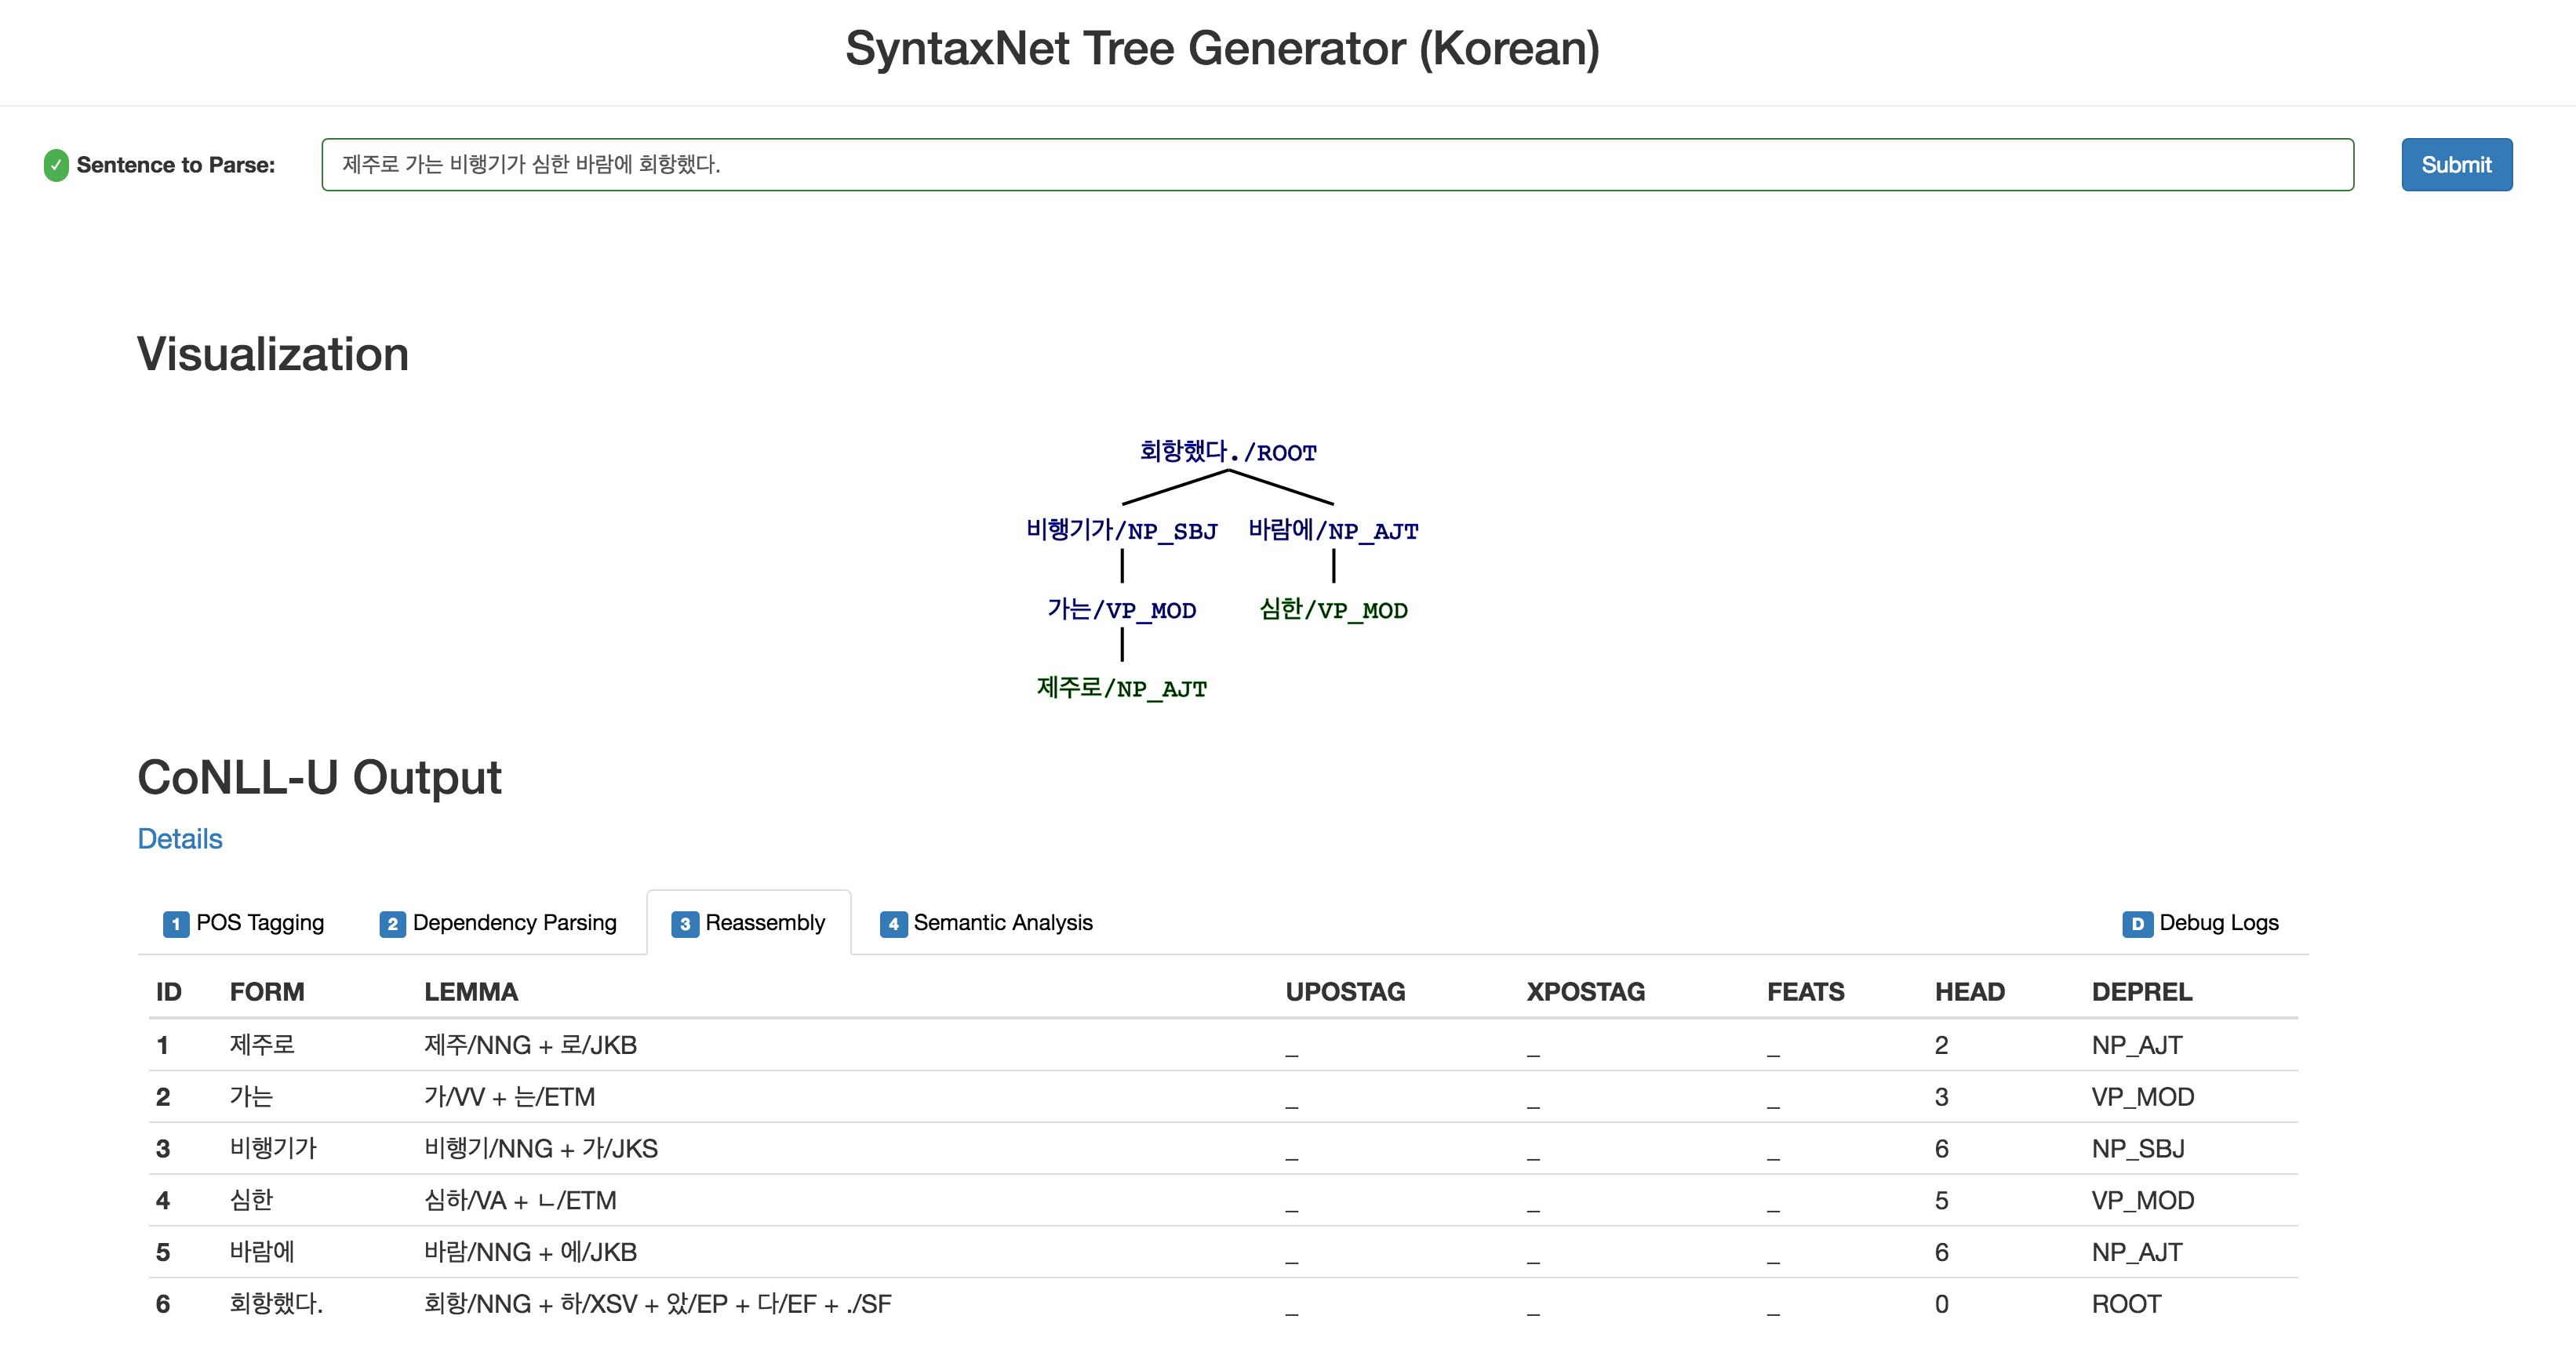 SyntaxNet Tree Generator (Korean)
✓ Sentence to Parse: 제주로 가는 비행기가 심한 바람에 회항했다. Submit
Visualization
회항했다./ROOT
비행기가/NP_SBJ 바람에/NP_AJT
가는/VP_MOD 심한/VP_MOD
제주로/NP_AJT
CoNLL-U Output
Details
1 POS Tagging 2 Dependency Parsing 3 Reassembly 4 Semantic Analysis D Debug Logs
ID FORM LEMMA UPOSTAG XPOSTAG FEATS HEAD DEPREL
1 제주로 제주/NNG + 로/JKB _ _ _ 2 NP_AJT
2 가는 가/VV + 는/ETM _ _ _ 3 VP_MOD
3 비행기가 비행기/NNG + 가/JKS _ _ _ 6 NP_SBJ
4 심한 심하/VA + ㄴ/ETM _ _ _ 5 VP_MOD
5 바람에 바람/NNG + 에/JKB _ _ _ 6 NP_AJT
6 회항했다. 회항/NNG + 하/XSV + 았/EP + 다/EF + ./SF _ _ _ 0 ROOT